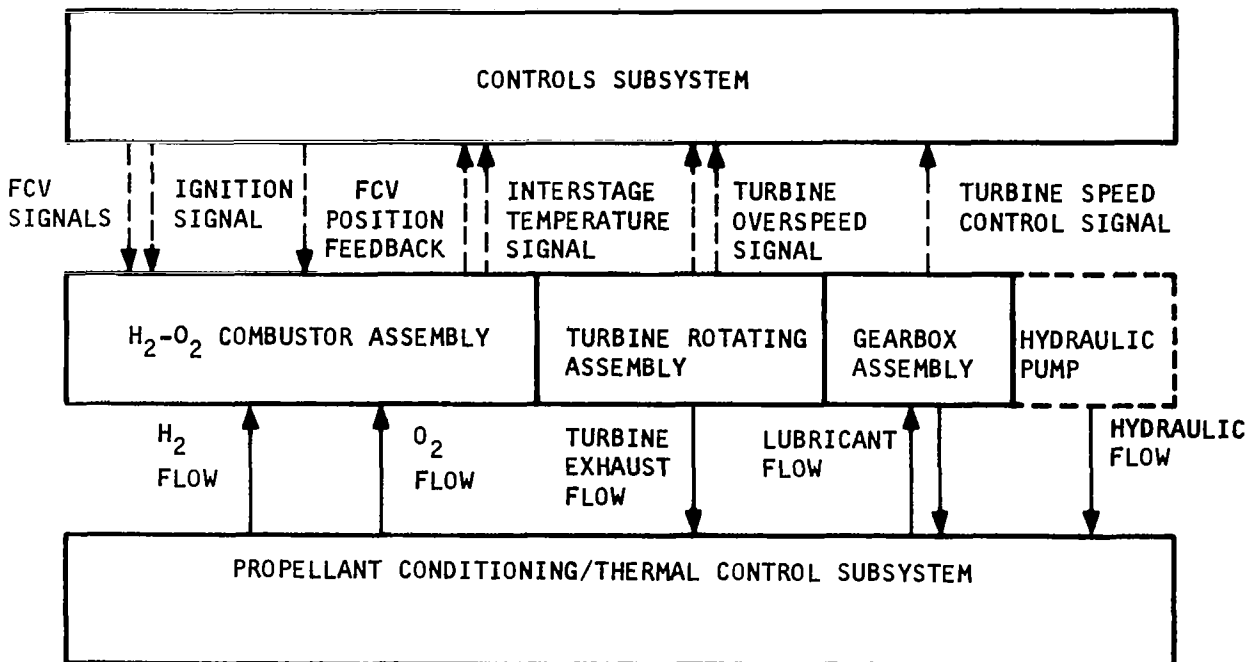 CONTROLS SUBSYSTEM
FCV
SIGNALS
IGNITION
SIGNAL
FCV
POSITION
FEEDBACK
INTERSTAGE
TEMPERATURE
SIGNAL
TURBINE
OVERSPEED
SIGNAL
TURBINE SPEED
CONTROL SIGNAL
H2-O2 COMBUSTOR ASSEMBLY
TURBINE ROTATING
ASSEMBLY
GEARBOX
ASSEMBLY
HYDRAULIC
PUMP
H2
FLOW
O2
FLOW
TURBINE
EXHAUST
FLOW
LUBRICANT
FLOW
HYDRAULIC
FLOW
PROPELLANT CONDITIONING/THERMAL CONTROL SUBSYSTEM